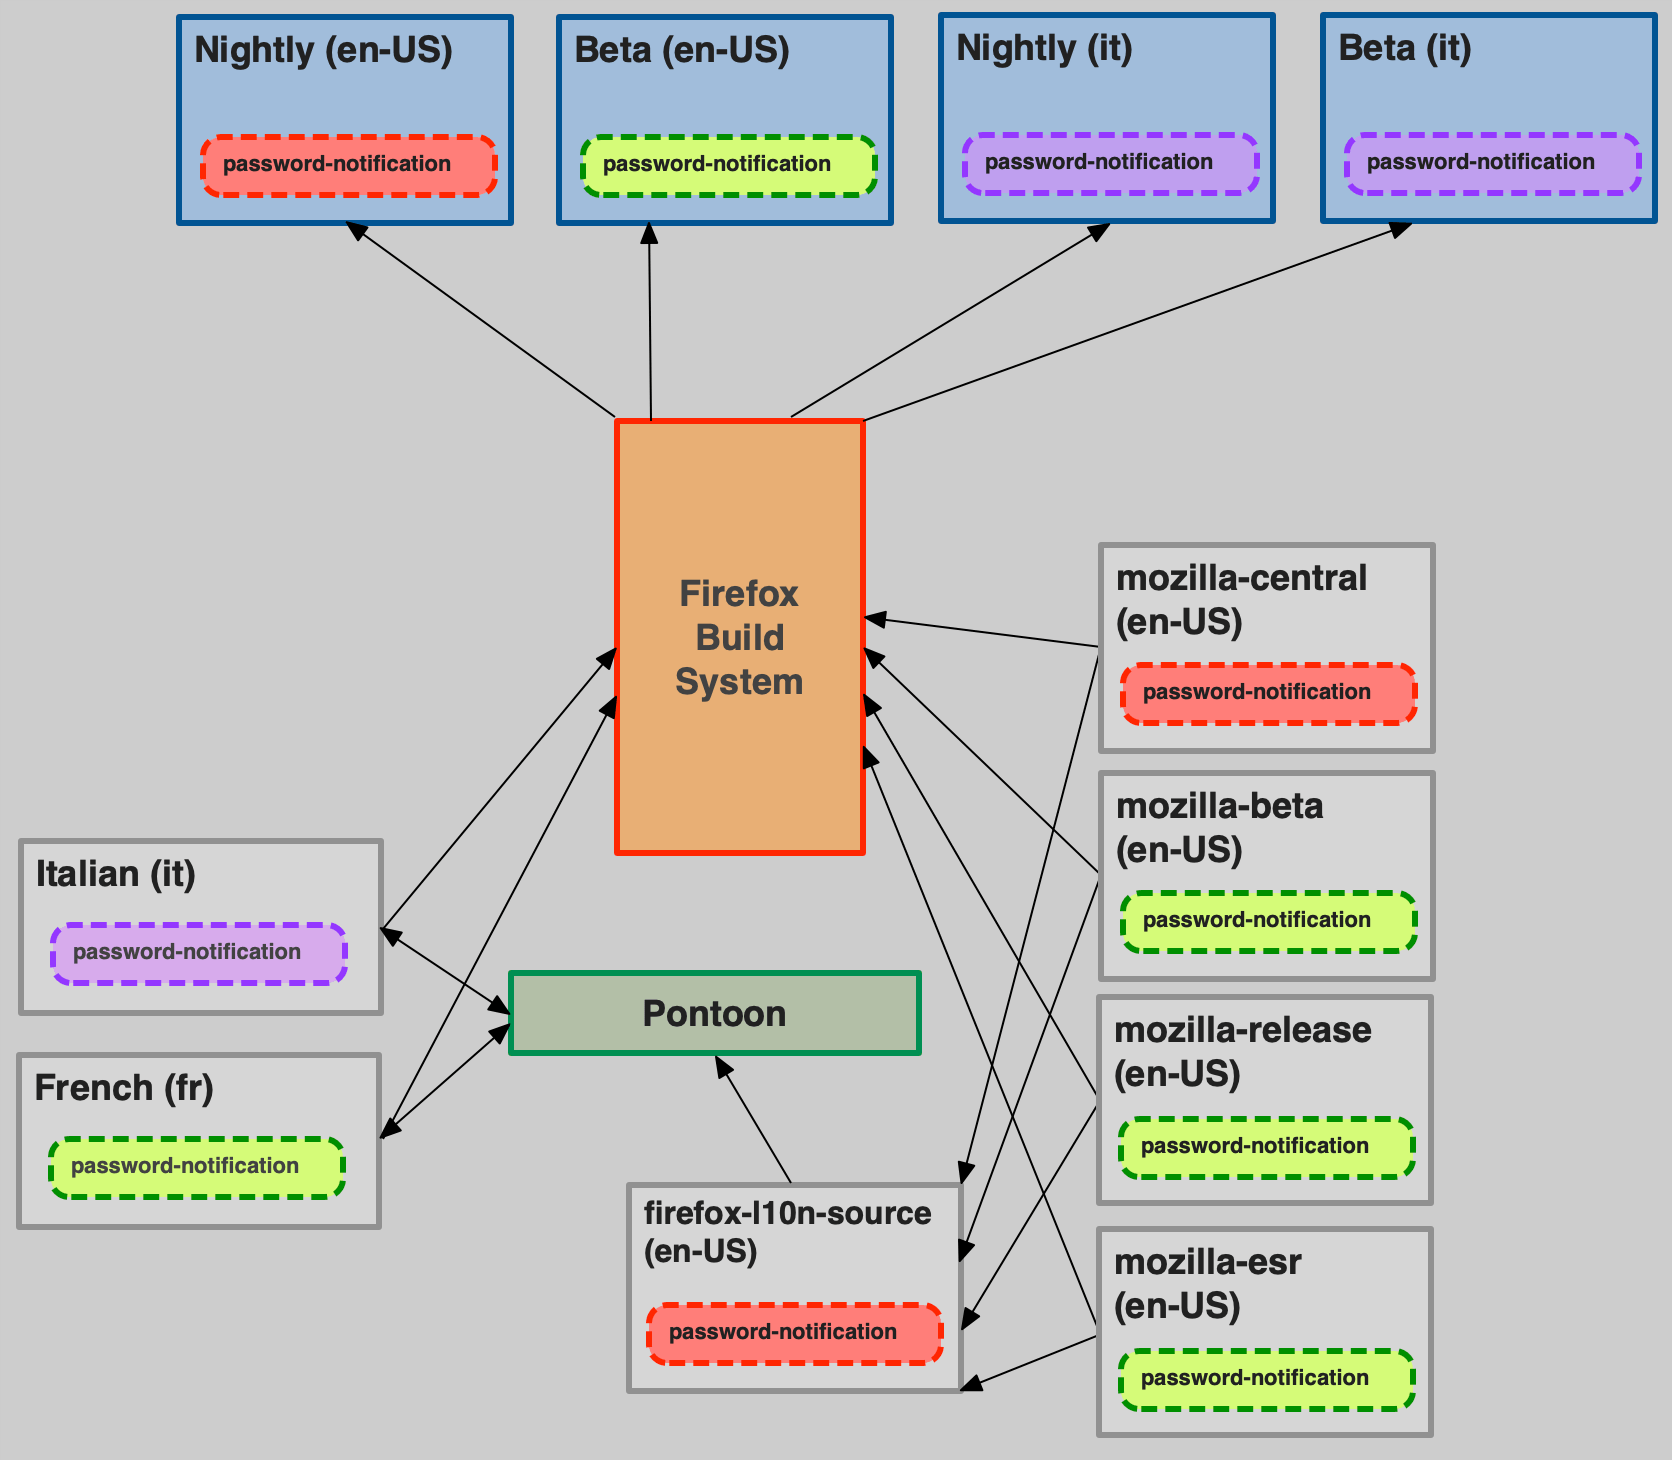 Nightly (en-US)
password-notification
Beta (en-US)
password-notification
Nightly (it)
password-notification
Beta (it)
password-notification
Firefox
Build
System
mozilla-central
(en-US)
password-notification
mozilla-beta
(en-US)
password-notification
Italian (it)
password-notification
Pontoon
mozilla-release
(en-US)
password-notification
French (fr)
password-notification
firefox-l10n-source
(en-US)
password-notification
mozilla-esr
(en-US)
password-notification